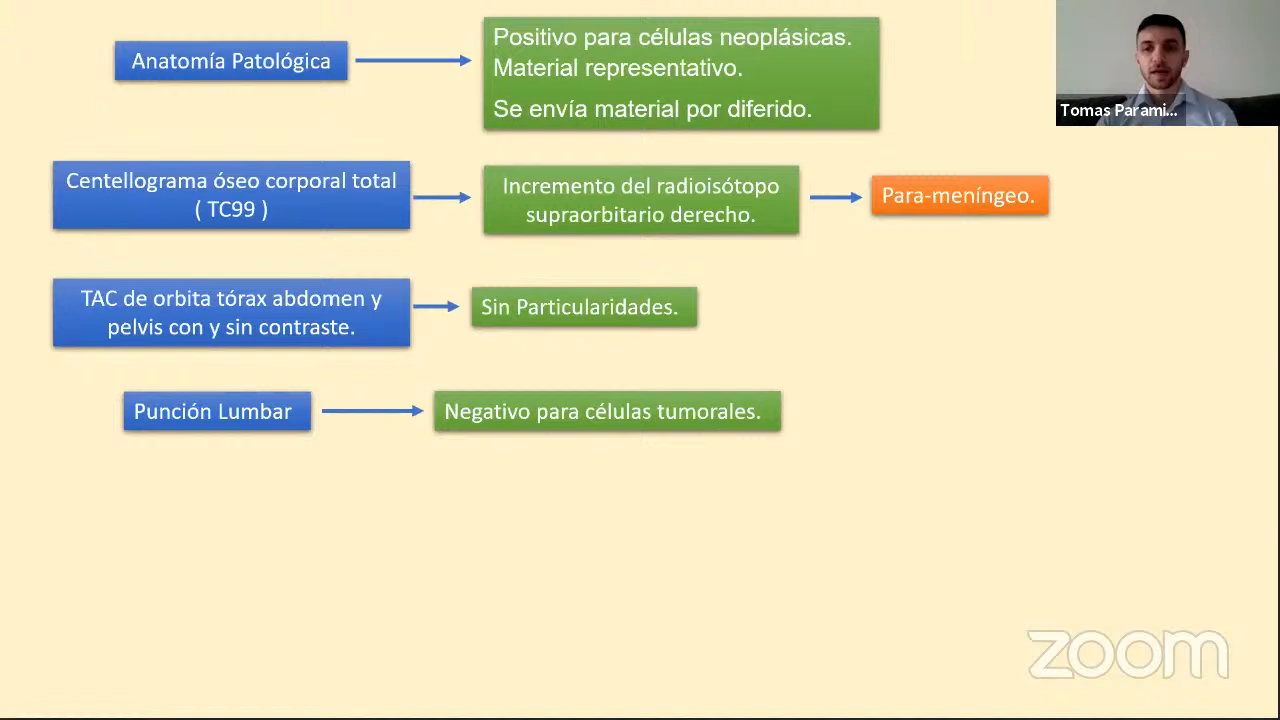 Anatomía Patológica
Positivo para células neoplásicas.
Material representativo.
Se envía material por diferido.
Tomas Parami...
Centellograma óseo corporal total
( TC99 )
Incremento del radioisótopo
supraorbitario derecho.
Para-meníngeo.
TAC de orbita tórax abdomen y
pelvis con y sin contraste.
Sin Particularidades.
Punción Lumbar
Negativo para células tumorales.
zoom